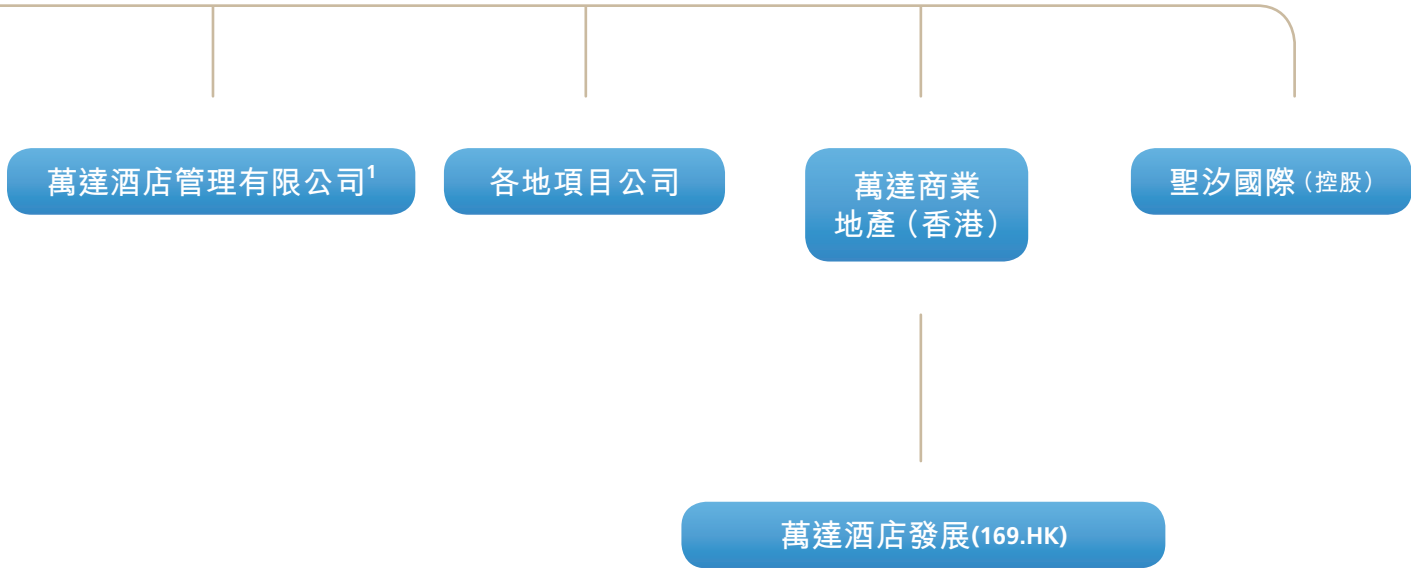 萬達酒店管理有限公司¹
各地項目公司
萬達商業
地產（香港）
聖汐國際（控股）
萬達酒店發展(169.HK)